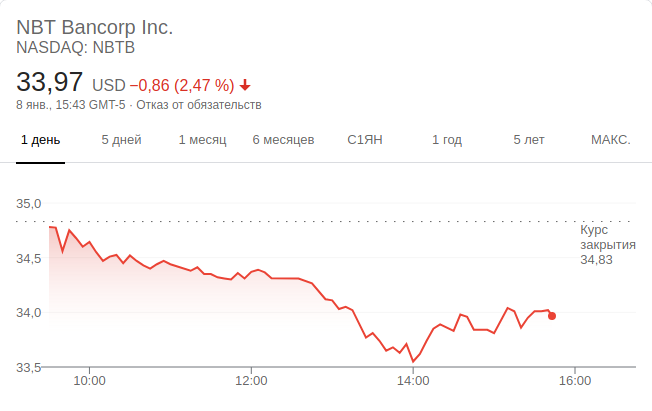 NBT Bancorp Inc.
NASDAQ: NBTB
33,97 USD −0,86 (2,47 %)
8 янв., 15:43 GMT-5 · Отказ от обязательств
1 день 5 дней 1 месяц 6 месяцев С1ЯН 1 год 5 лет МАКС.
35,0
Курс
закрытия
34,83
34,5
34,0
33,5
10:00 12:00 14:00 16:00